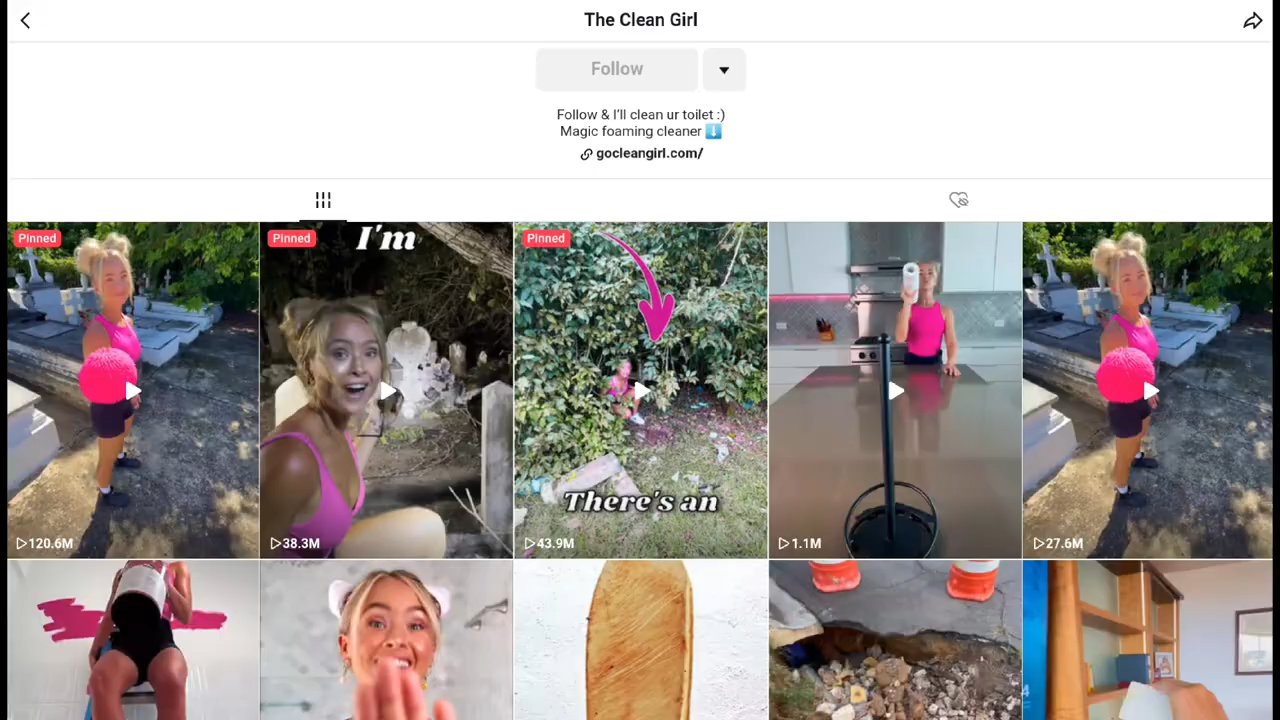 The Clean Girl
Follow
Follow & I'll clean ur toilet :)
Magic foaming cleaner ⬇️
gocleangirl.com/
Pinned
Pinned
I'm
Pinned
There's an
120.6M
38.3M
43.9M
1.1M
27.6M